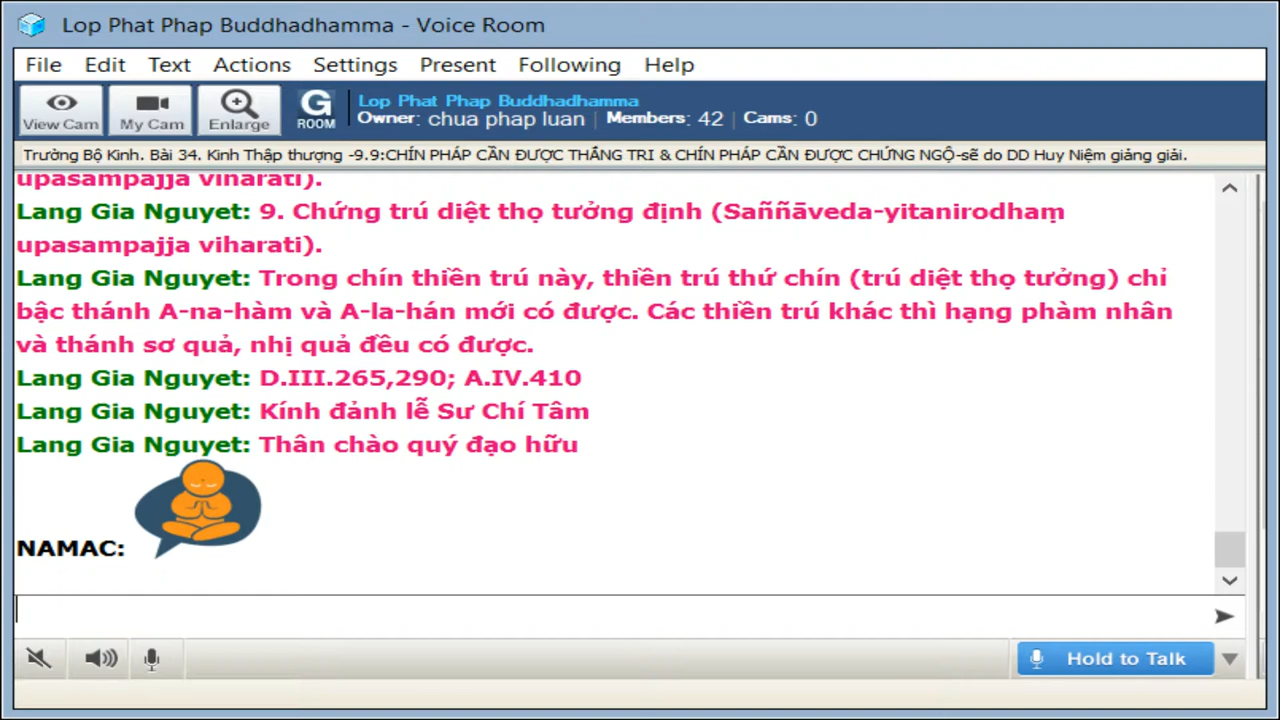 Lop Phat Phap Buddhadhamma - Voice Room
File Edit Text Actions Settings Present Following Help
View Cam My Cam Enlarge G ROOM
Lop Phat Phap Buddhadhamma
Owner: chua phap luan | Members: 42 | Cams: 0
Trường Bộ Kinh. Bài 34. Kinh Thập thượng -9.9:CHÍN PHÁP CẦN ĐƯỢC THẮNG TRI & CHÍN PHÁP CẦN ĐƯỢC CHỨNG NGỘ-sẽ do DD Huy Niệm giảng giải.
upasampajja viharati).
Lang Gia Nguyet: 9. Chứng trú diệt thọ tưởng định (Saññāveda-yitanirodhaṃ
upasampajja viharati).
Lang Gia Nguyet: Trong chín thiền trú này, thiền trú thứ chín (trú diệt thọ tưởng) chỉ
bậc thánh A-na-hàm và A-la-hán mới có được. Các thiền trú khác thì hạng phàm nhân
và thánh sơ quả, nhị quả đều có được.
Lang Gia Nguyet: D.III.265,290; A.IV.410
Lang Gia Nguyet: Kính đảnh lễ Sư Chí Tâm
Lang Gia Nguyet: Thân chào quý đạo hữu
NAMAC:
Hold to Talk